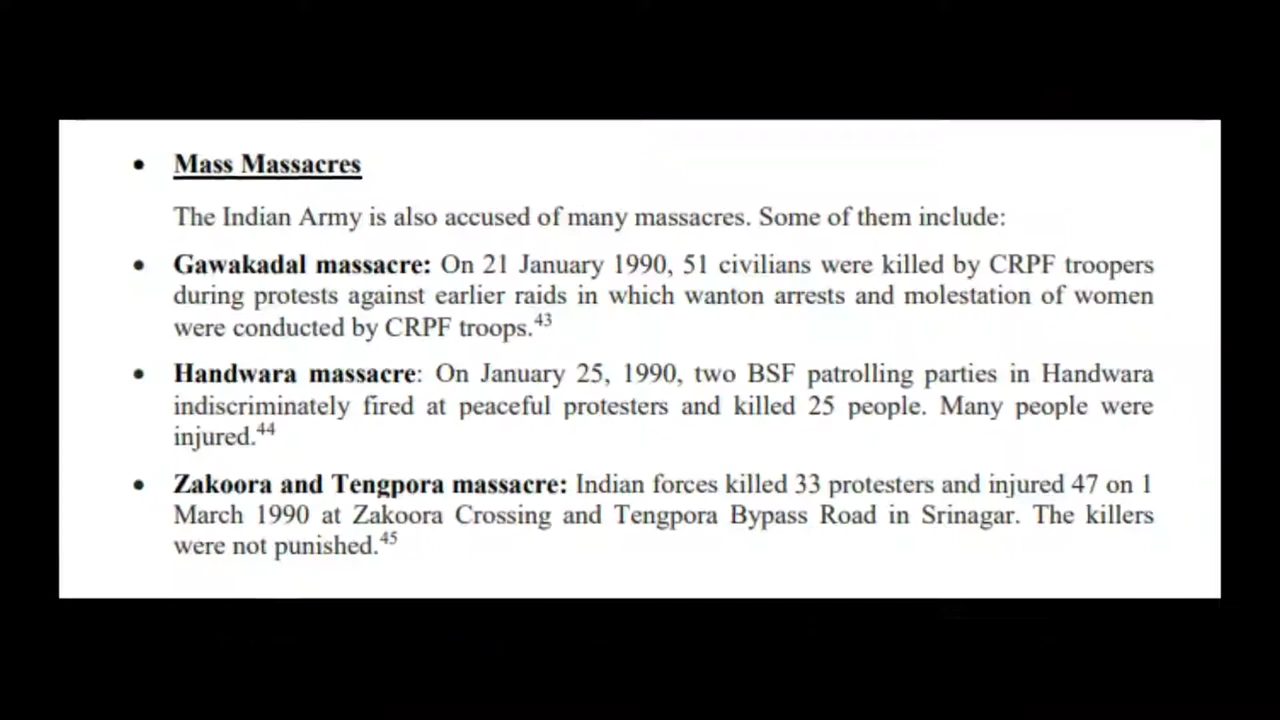 • Mass Massacres
The Indian Army is also accused of many massacres. Some of them include:
• Gawakadal massacre: On 21 January 1990, 51 civilians were killed by CRPF troopers
during protests against earlier raids in which wanton arrests and molestation of women
were conducted by CRPF troops.43
• Handwara massacre: On January 25, 1990, two BSF patrolling parties in Handwara
indiscriminately fired at peaceful protesters and killed 25 people. Many people were
injured.44
• Zakoora and Tengpora massacre: Indian forces killed 33 protesters and injured 47 on 1
March 1990 at Zakoora Crossing and Tengpora Bypass Road in Srinagar. The killers
were not punished.45